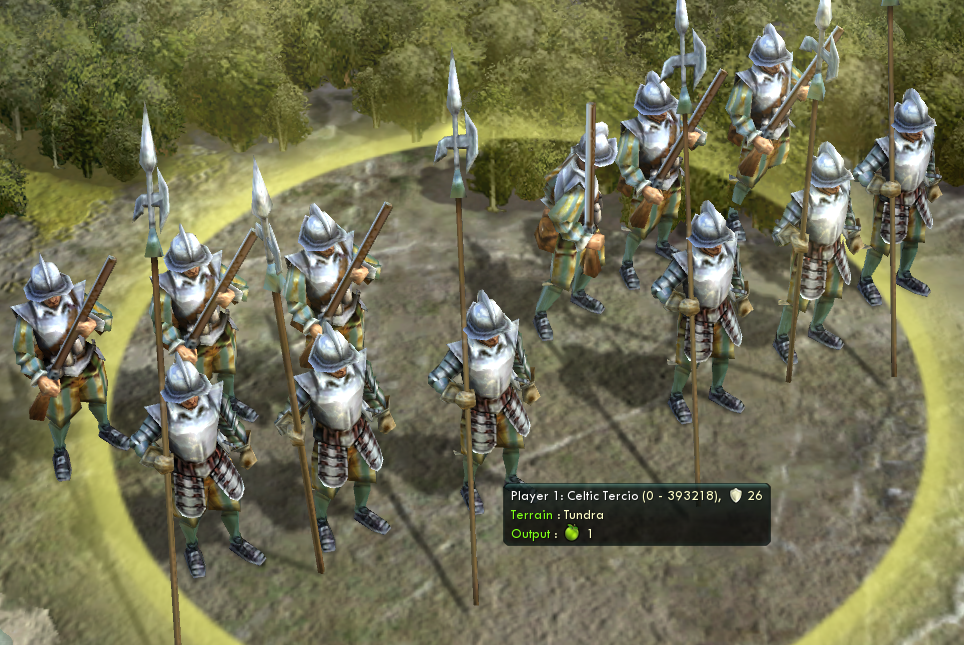 Player 1: Celtic Tercio (0 - 393218), 26
Terrain : Tundra
Output : 1